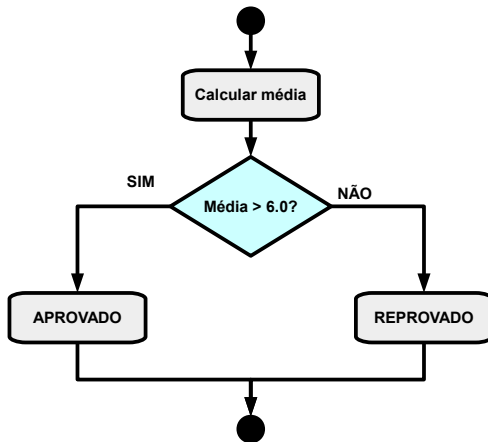 Calcular média
SIM
Média > 6.0?
NÃO
APROVADO
REPROVADO